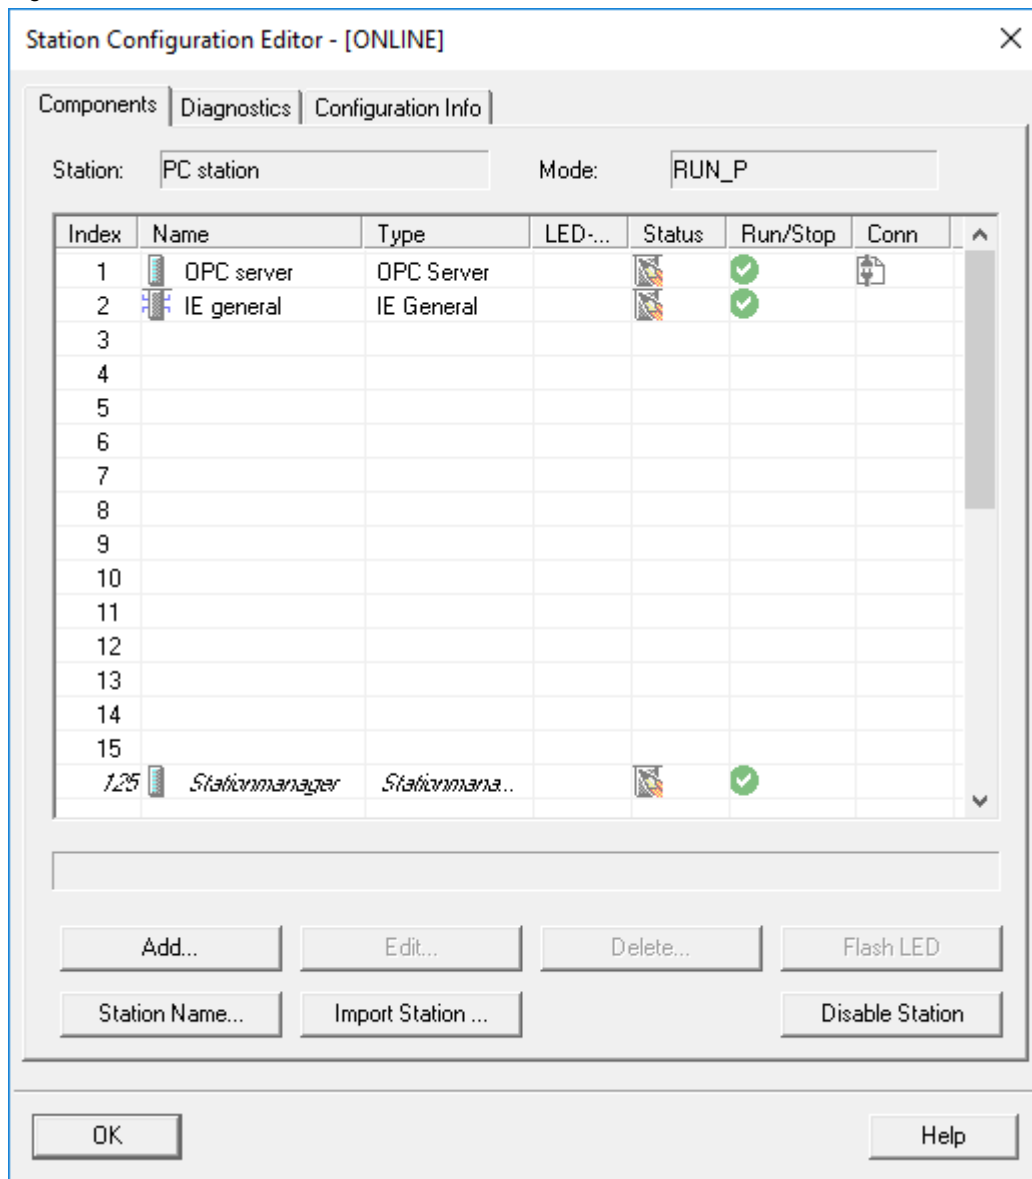 Station Configuration Editor - [ONLINE]
Components Diagnostics Configuration Info
Station: PC station Mode: RUN_P
Index Name Type LED-... Status Run/Stop Conn
1 OPC server OPC Server
2 IE general IE General
3
4
5
6
7
8
9
10
11
12
13
14
15
125 Stationmanager Stationmana...
Add... Edit... Delete... Flash LED
Station Name... Import Station ... Disable Station
OK Help